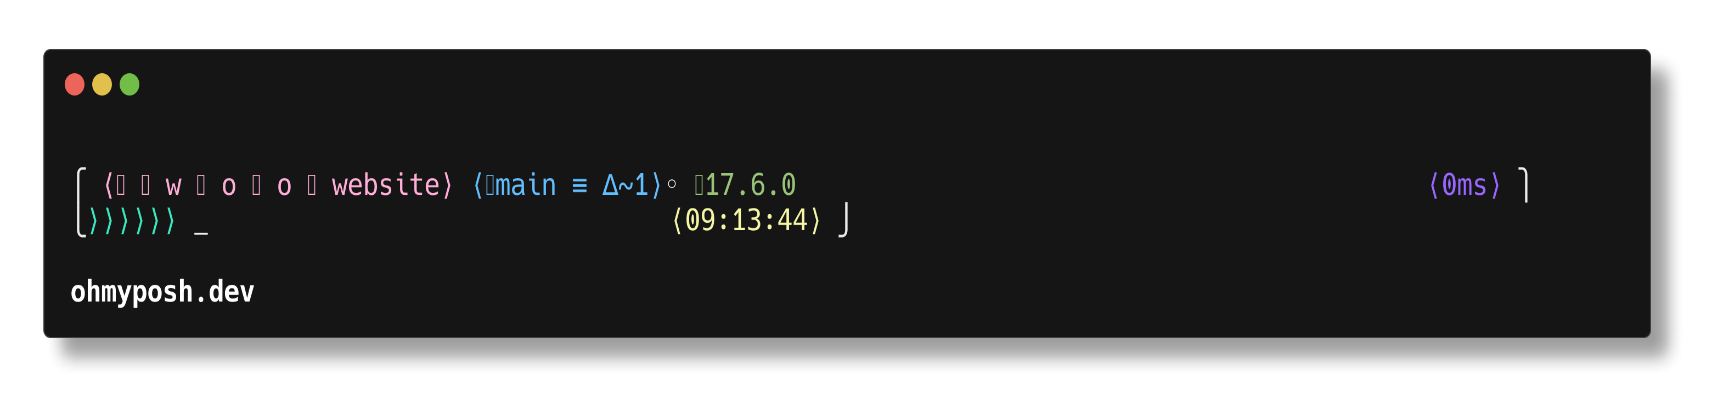 ⎧ ⟨▯ ▯ w ▯ o ▯ o ▯ website⟩ ⟨▯main ≡ Δ~1⟩◦ ▯17.6.0 ⟨0ms⟩ ⎫
⎩⟩⟩⟩⟩⟩⟩ _ ⟨09:13:44⟩ ⎭
ohmyposh.dev